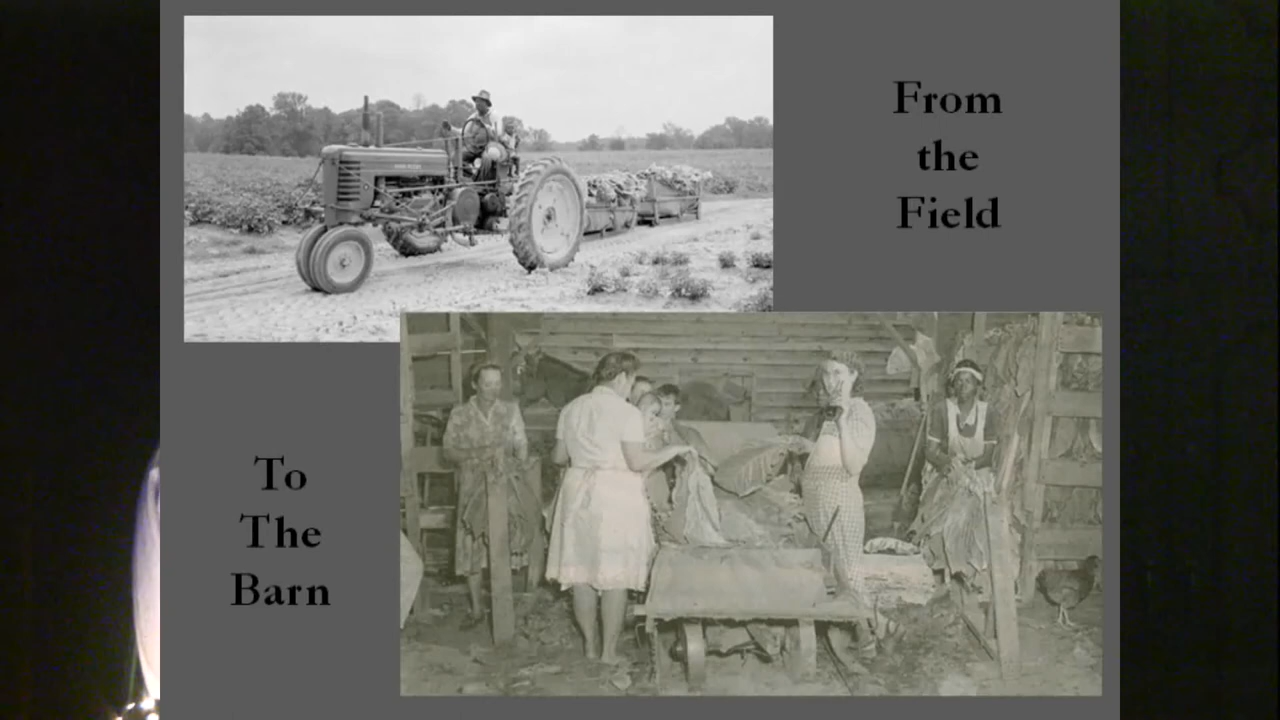 From
the
Field
To
The
Barn